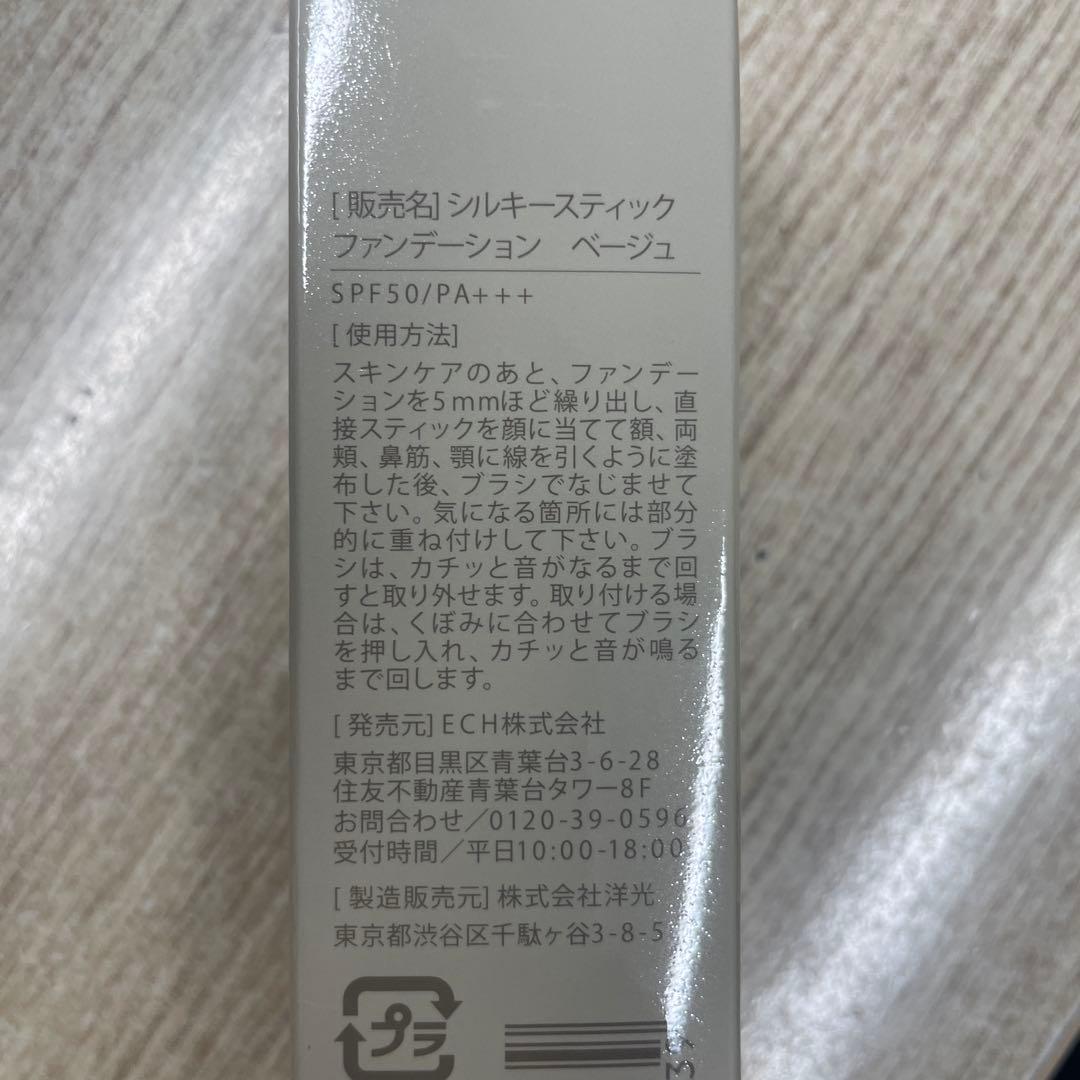 [販売名]シルキースティック
ファンデーション　ベージュ
SPF50/PA+++
[使用方法]
スキンケアのあと、ファンデー
ションを5mmほど繰り出し、直
接スティックを顔に当てて額、両
頬、鼻筋、顎に線を引くように塗
布した後、ブラシでなじませて
下さい。気になる箇所には部分
的に重ね付けして下さい。ブラ
シは、カチッと音がなるまで回
すと取り外せます。取り付ける場
合は、くぼみに合わせてブラシ
を押し入れ、カチッと音が鳴る
まで回します。
[発売元]ECH株式会社
東京都目黒区青葉台3-6-28
住友不動産青葉台タワー8F
お問合わせ/0120-39-0596
受付時間/平日10:00-18:00
[製造販売元]株式会社洋光
東京都渋谷区千駄ヶ谷3-8-5
プラ